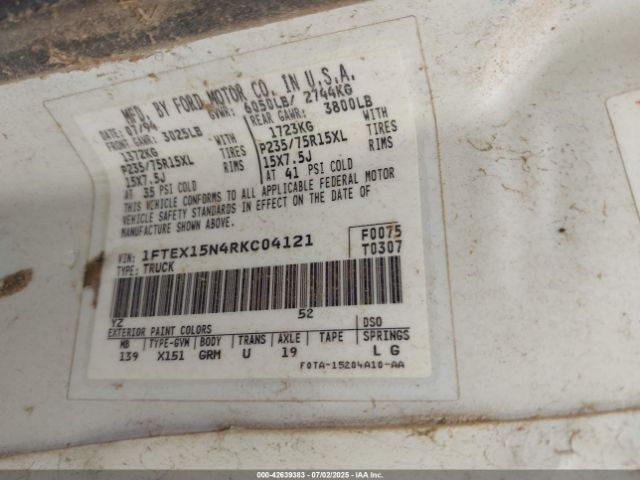 MFD. BY FORD MOTOR CO. IN U.S.A.
DATE: 07/94 GVWR: 6050LB/ 2744KG
FRONT GAWR: 3025LB REAR GAWR: 3800LB
1372KG WITH 1723KG WITH
P235/75R15XL TIRES P235/75R15XL TIRES
15X7.5J RIMS 15X7.5J RIMS
AT 35 PSI COLD AT 41 PSI COLD
THIS VEHICLE CONFORMS TO ALL APPLICABLE FEDERAL MOTOR
VEHICLE SAFETY STANDARDS IN EFFECT ON THE DATE OF
MANUFACTURE SHOWN ABOVE.
VIN: 1FTEX15N4RKC04121 F0075
TYPE: TRUCK T0307
YZ 52
EXTERIOR PAINT COLORS DSO
WB TYPE-GVM BODY TRANS AXLE TAPE SPRINGS
139 X151 GRM U 19 L G
F0TA-15204A10-AA
000-42639383 - 07/02/2025 - IAA Inc.